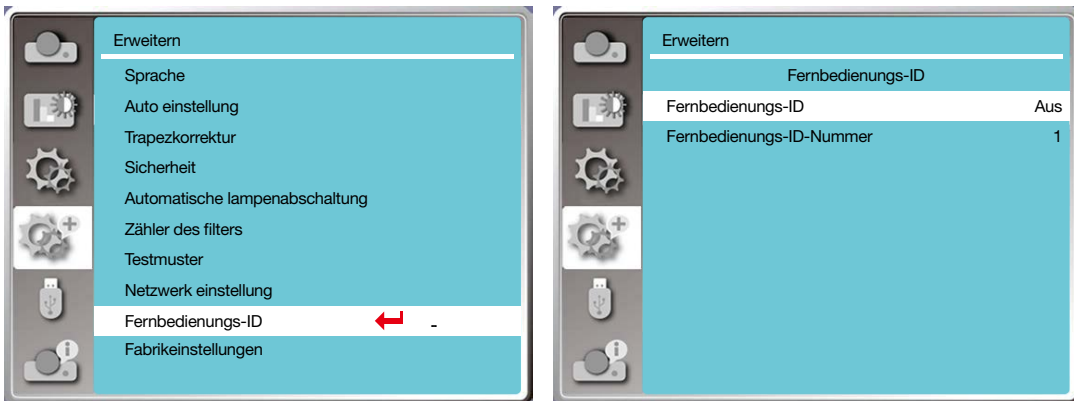 Erweitern
Sprache
Auto einstellung
Trapezkorrektur
Sicherheit
Automatische lampenabschaltung
Zähler des filters
Testmuster
Netzwerk einstellung
Fernbedienungs-ID -
Fabrikeinstellungen
Erweitern
Fernbedienungs-ID
Fernbedienungs-ID Aus
Fernbedienungs-ID-Nummer 1